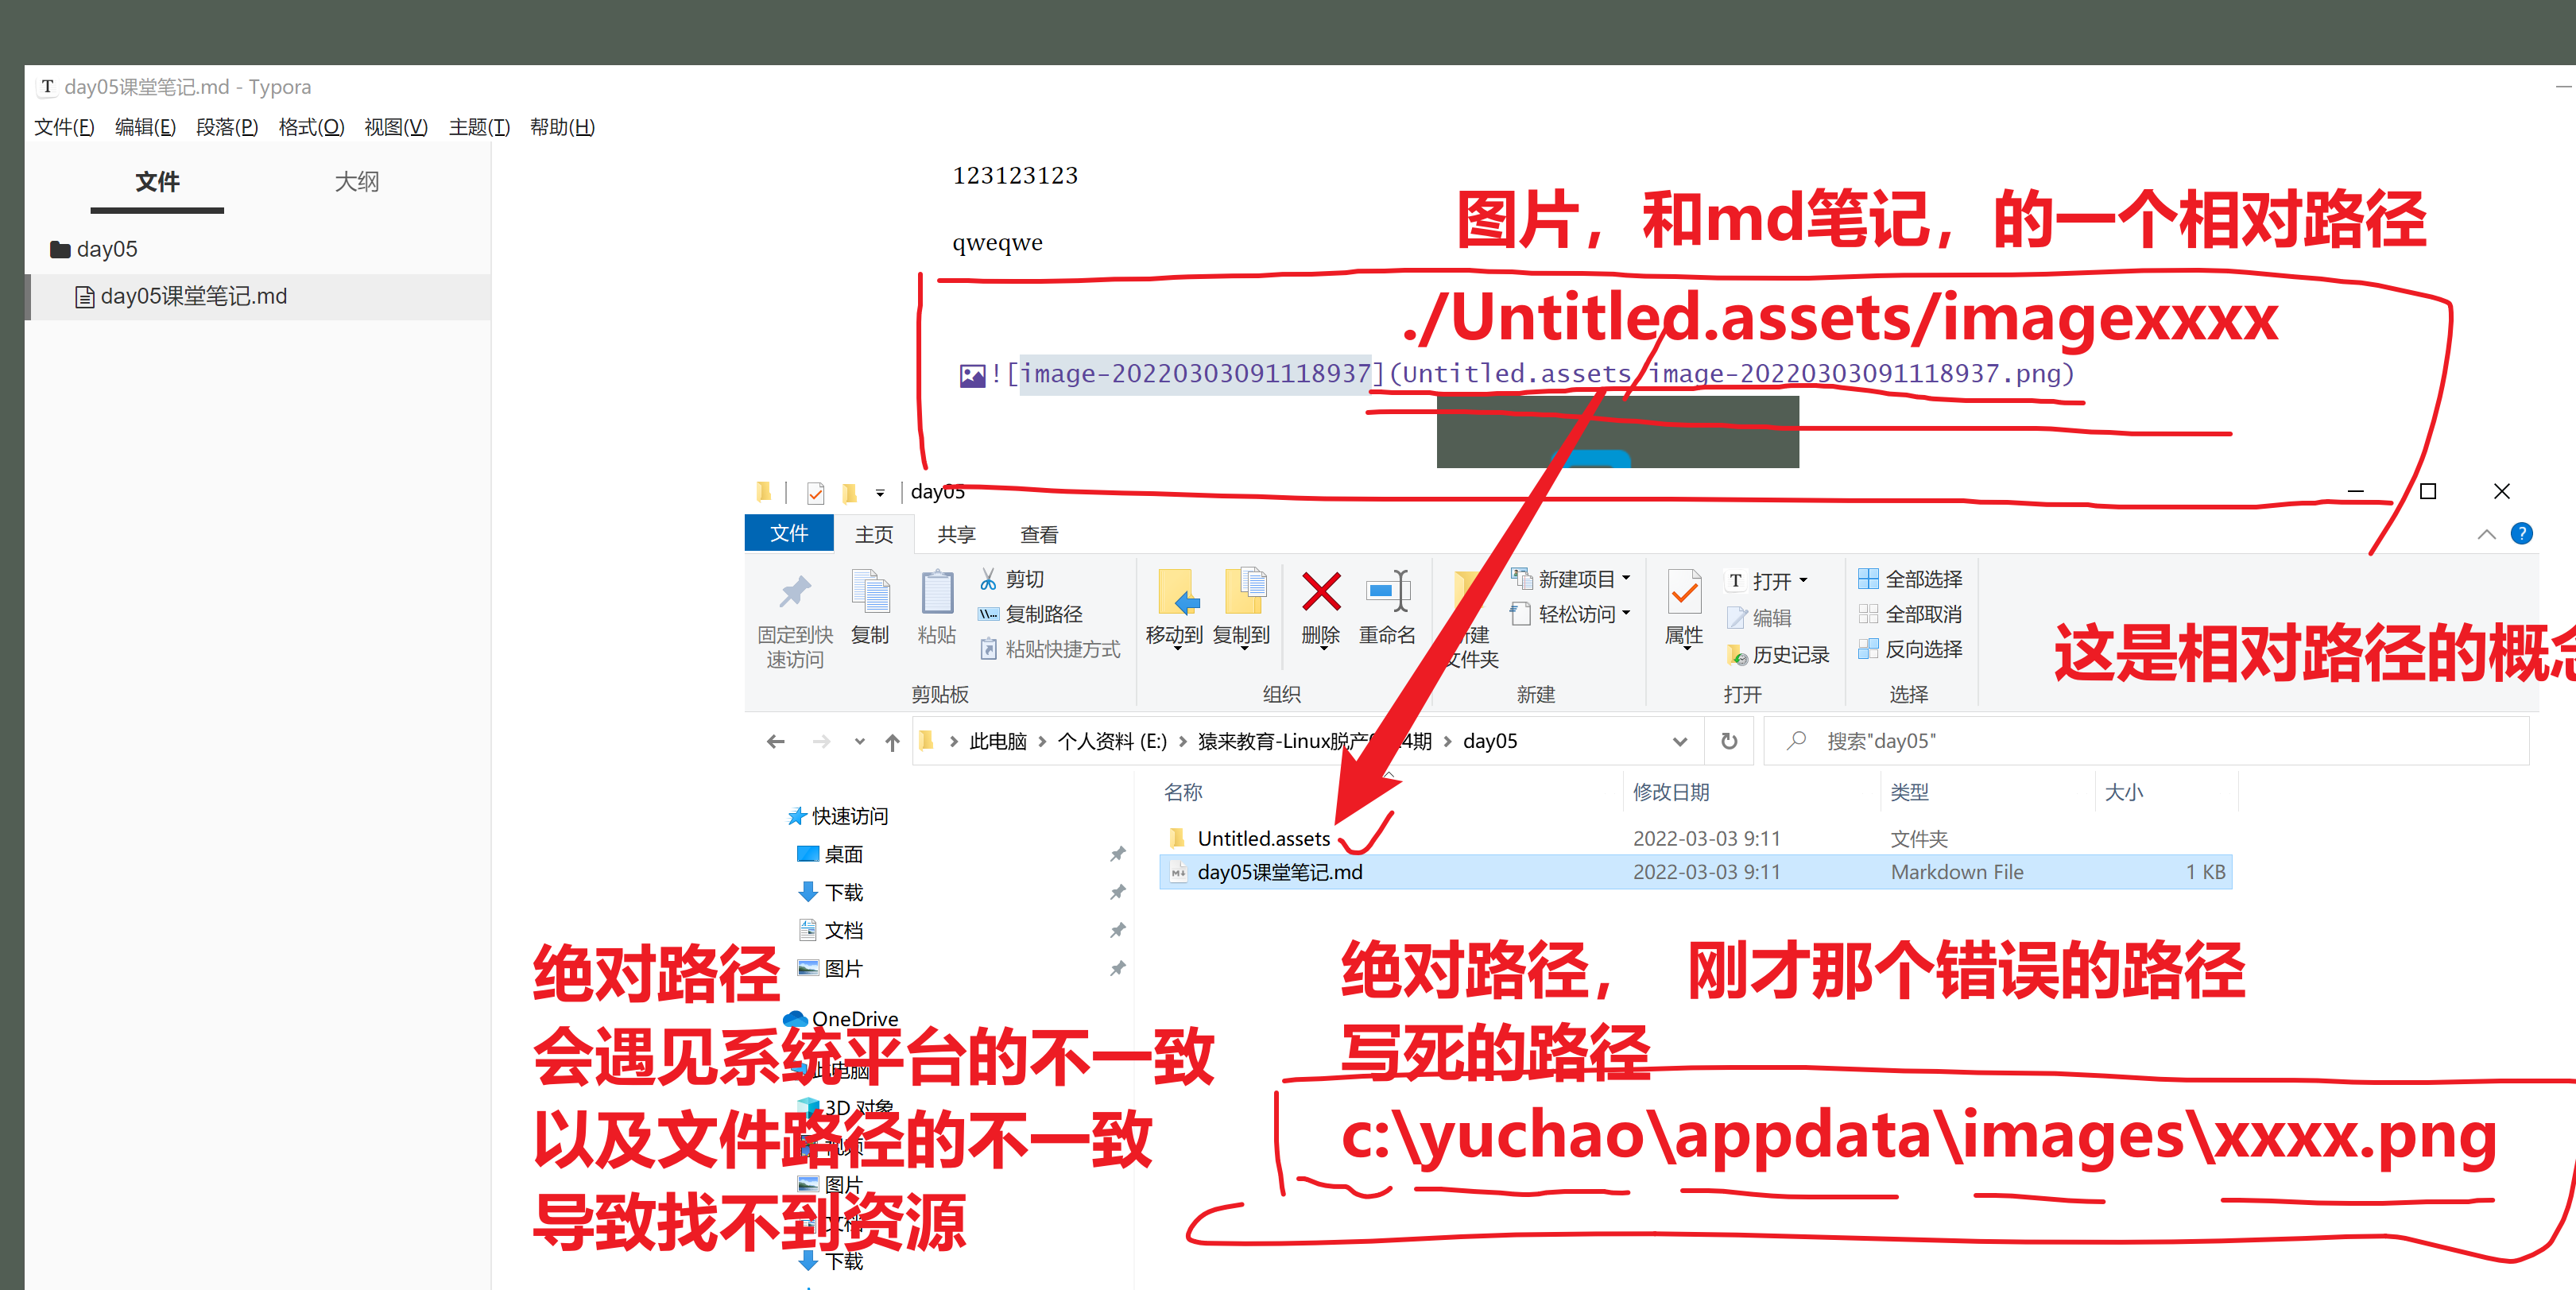 day05课堂笔记.md - Typora
文件(F) 编辑(E) 段落(P) 格式(O) 视图(V) 主题(T) 帮助(H)
文件 大纲
day05
day05课堂笔记.md
123123123
qweqwe
图片，和md笔记，的一个相对路径
./Untitled.assets/imagexxxx
![image-20220303091118937](Untitled.assets image-20220303091118937.png)
day05
文件 主页 共享 查看
固定到快速访问
复制
粘贴
剪切
复制路径
粘贴快捷方式
剪贴板
移动到
复制到
删除
重命名
组织
文件夹
新建项目
轻松访问
新建
属性
打开
编辑
历史记录
打开
全部选择
全部取消
反向选择
选择
这是相对路径的概念
此电脑 个人资料 (E:) 猿来教育-Linux脱产 4期 day05
搜索"day05"
名称 修改日期 类型 大小
Untitled.assets 2022-03-03 9:11 文件夹
day05课堂笔记.md 2022-03-03 9:11 Markdown File 1 KB
快速访问
桌面
下载
文档
图片
OneDrive
此电脑
3D 对象
视频
图片
文档
下载
绝对路径
会遇见系统平台的不一致
以及文件路径的不一致
导致找不到资源
绝对路径， 刚才那个错误的路径
写死的路径
c:\yuchao\appdata\images\xxxx.png